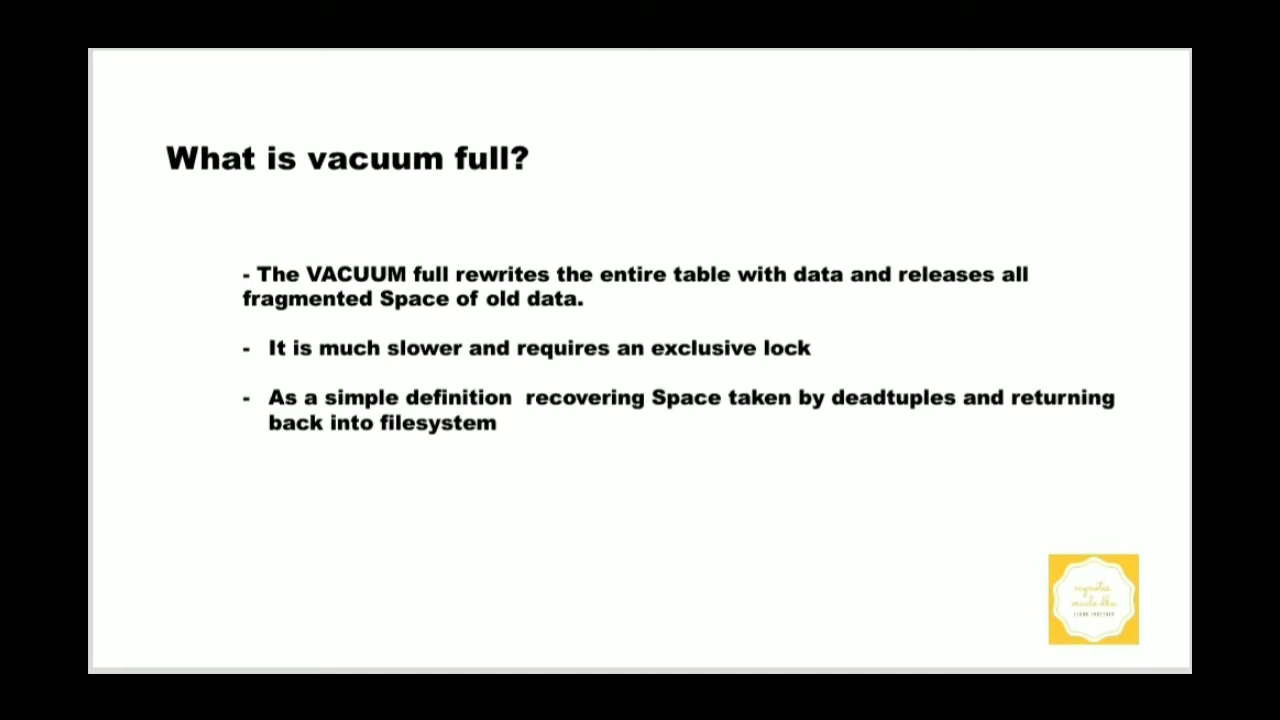 What is vacuum full?
- The VACUUM full rewrites the entire table with data and releases all
fragmented Space of old data.
- It is much slower and requires an exclusive lock
- As a simple definition  recovering Space taken by deadtuples and returning
back into filesystem